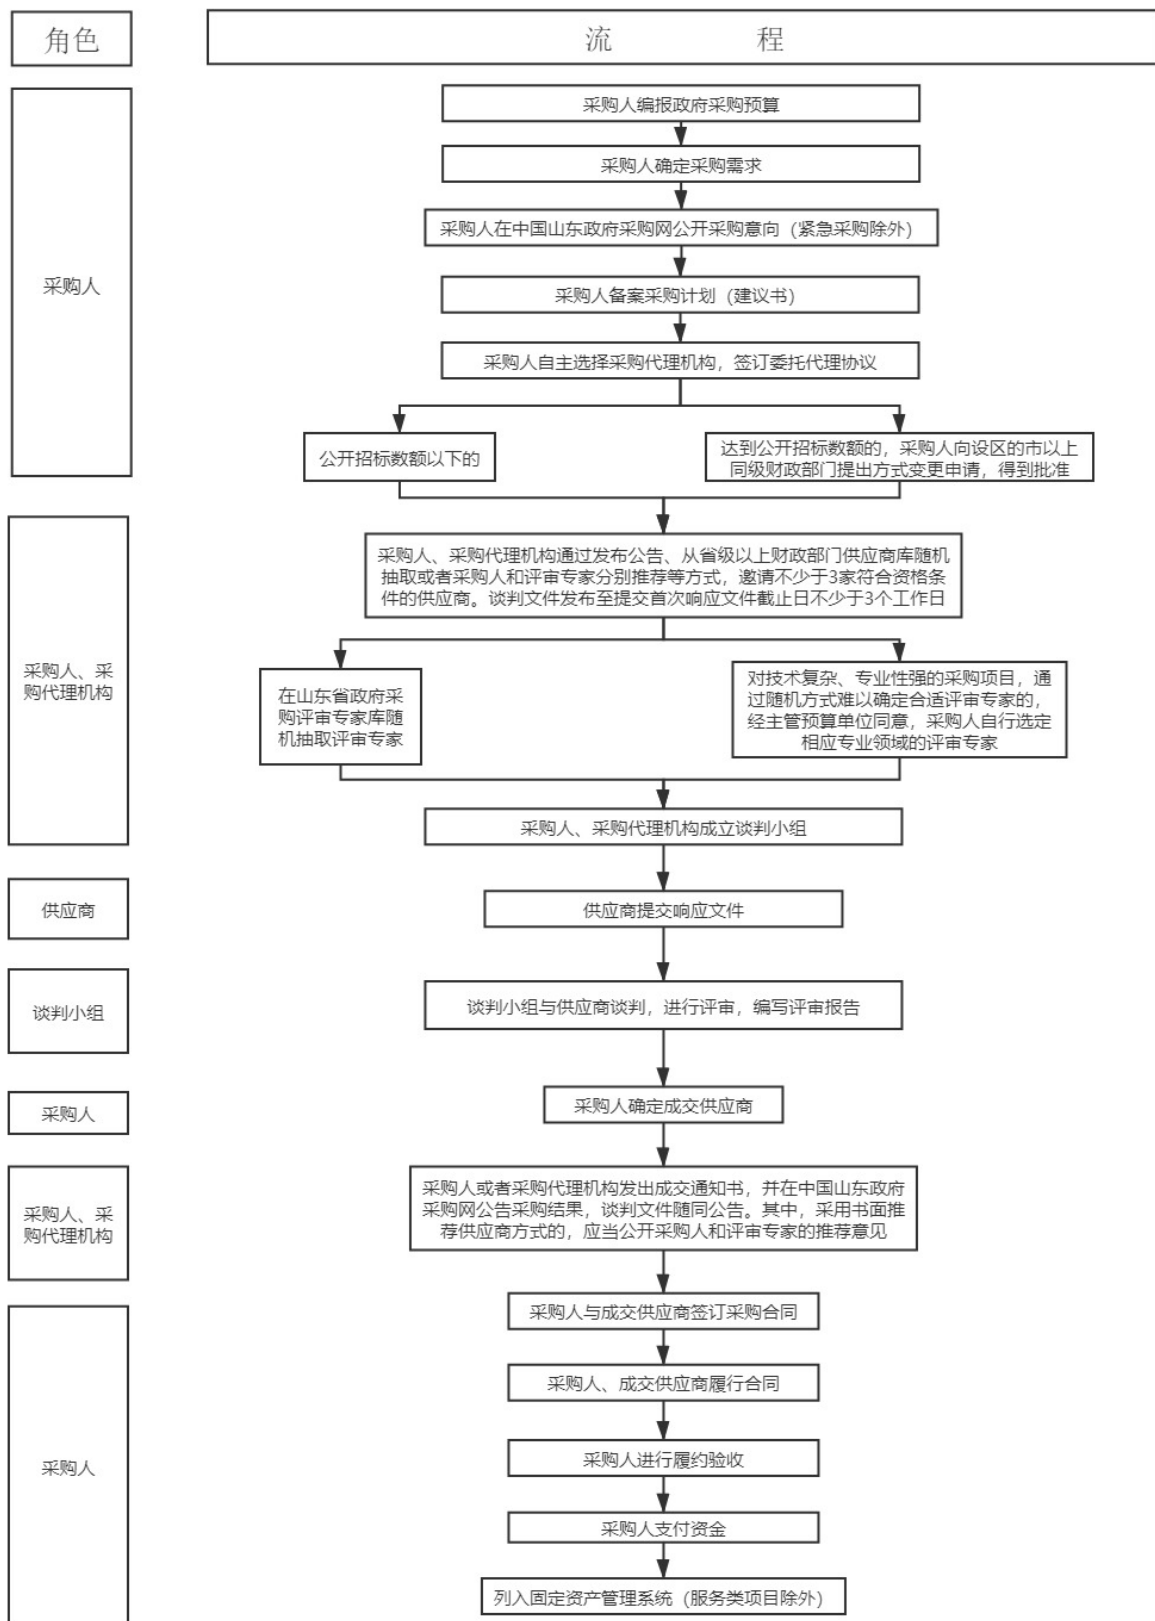 角色
流 程
采购人
采购人编报政府采购预算
采购人确定采购需求
采购人在中国山东政府采购网公开采购意向（紧急采购除外）
采购人备案采购计划（建议书）
采购人自主选择采购代理机构，签订委托代理协议
公开招标数额以下的
达到公开招标数额的，采购人向设区的市以上
同级财政部门提出方式变更申请，得到批准
采购人、采
购代理机构
采购人、采购代理机构通过发布公告、从省级以上财政部门供应商库随机
抽取或者采购人和评审专家分别推荐等方式，邀请不少于3家符合资格条
件的供应商。谈判文件发布至提交首次响应文件截止日不少于3个工作日
在山东省政府采
购评审专家库随
机抽取评审专家
对技术复杂、专业性强的采购项目，通
过随机方式难以确定合适评审专家的，
经主管预算单位同意，采购人自行选定
相应专业领域的评审专家
采购人、采购代理机构成立谈判小组
供应商
供应商提交响应文件
谈判小组
谈判小组与供应商谈判，进行评审，编写评审报告
采购人
采购人确定成交供应商
采购人、采
购代理机构
采购人或者采购代理机构发出成交通知书，并在中国山东政府
采购网公告采购结果，谈判文件随同公告。其中，采用书面推
荐供应商方式的，应当公开采购人和评审专家的推荐意见
采购人
采购人与成交供应商签订采购合同
采购人、成交供应商履行合同
采购人进行履约验收
采购人支付资金
列入固定资产管理系统（服务类项目除外）